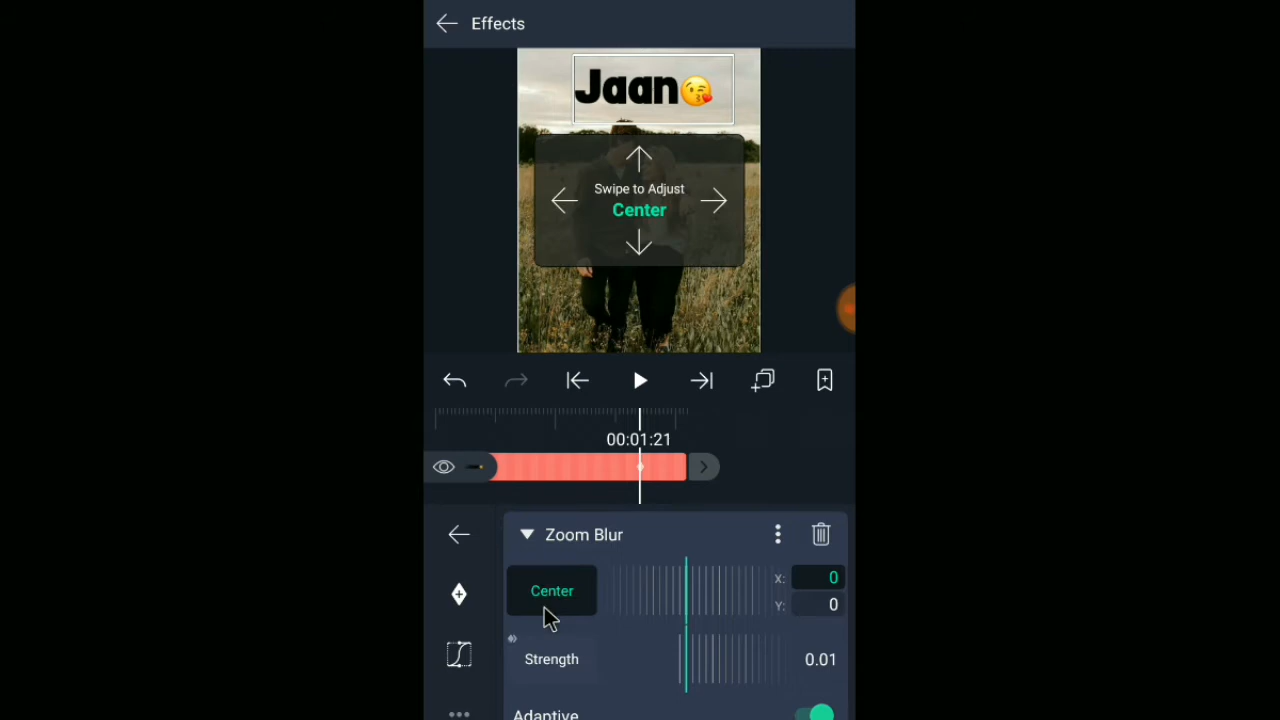 Effects
Jaan😘
Swipe to Adjust
Center
00:01:21
Zoom Blur
Center
X: 0
Y: 0
Strength
0.01
Adaptive